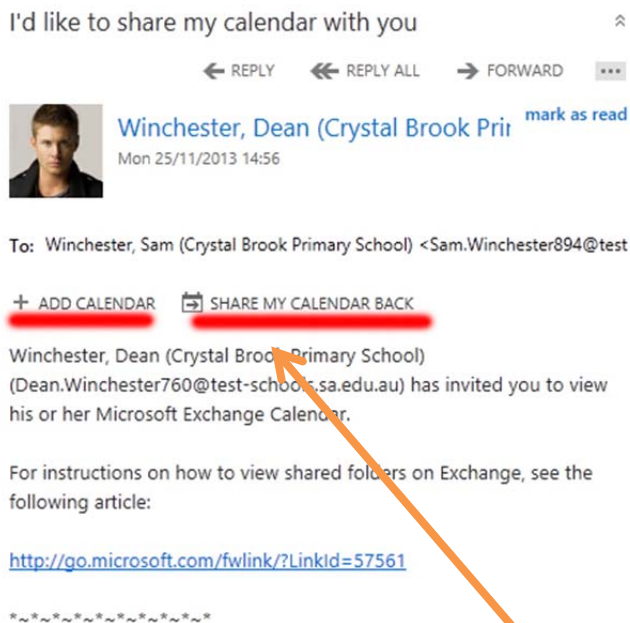 I'd like to share my calendar with you
REPLY REPLY ALL FORWARD ...
Winchester, Dean (Crystal Brook Prir mark as read
Mon 25/11/2013 14:56
To: Winchester, Sam (Crystal Brook Primary School) <Sam.Winchester894@test
+ ADD CALENDAR SHARE MY CALENDAR BACK
Winchester, Dean (Crystal Brook Primary School)
(Dean.Winchester760@test-schools.sa.edu.au) has invited you to view
his or her Microsoft Exchange Calendar.
For instructions on how to view shared folders on Exchange, see the
following article:
http://go.microsoft.com/fwlink/?LinkId=57561
*~*~*~*~*~*~*~*~*~*